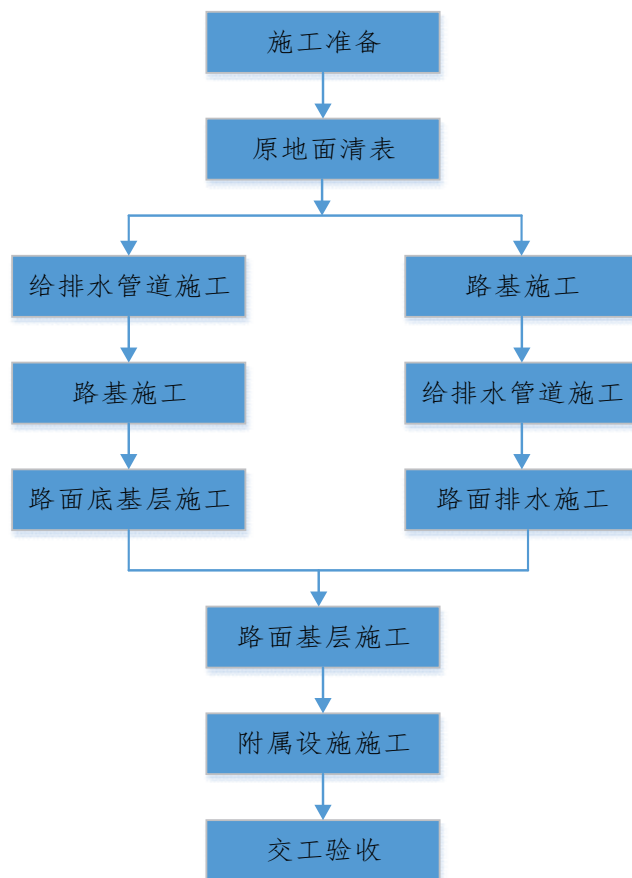 施工准备
原地面清表
给排水管道施工
路基施工
路基施工
给排水管道施工
路面底基层施工
路面排水施工
路面基层施工
附属设施施工
交工验收